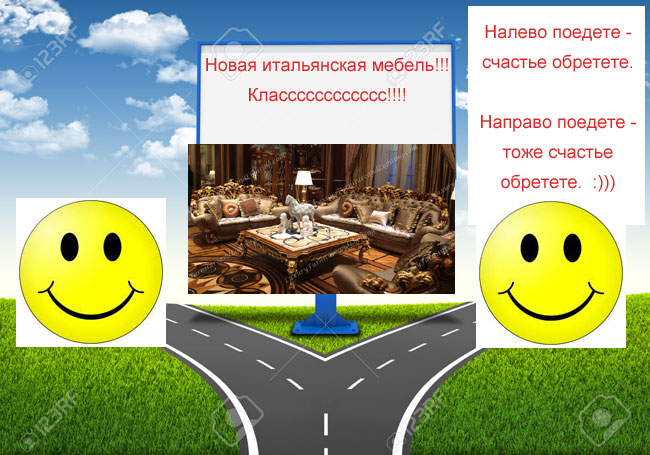 Новая итальянская мебель!!!
Класссссссссссс!!!!
Налево поедете -
счастье обретете.
Направо поедете -
тоже счастье
обретете. :)))
123RF
123RF
123RF
123RF